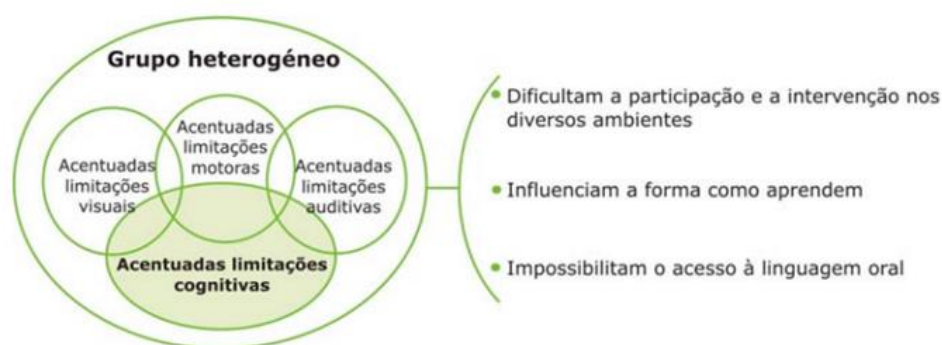 Grupo heterogéneo
Acentuadas
limitações
visuais
Acentuadas
limitações
motoras
Acentuadas
limitações
auditivas
Acentuadas limitações
cognitivas
• Dificultam a participação e a intervenção nos
diversos ambientes
• Influenciam a forma como aprendem
• Impossibilitam o acesso à linguagem oral